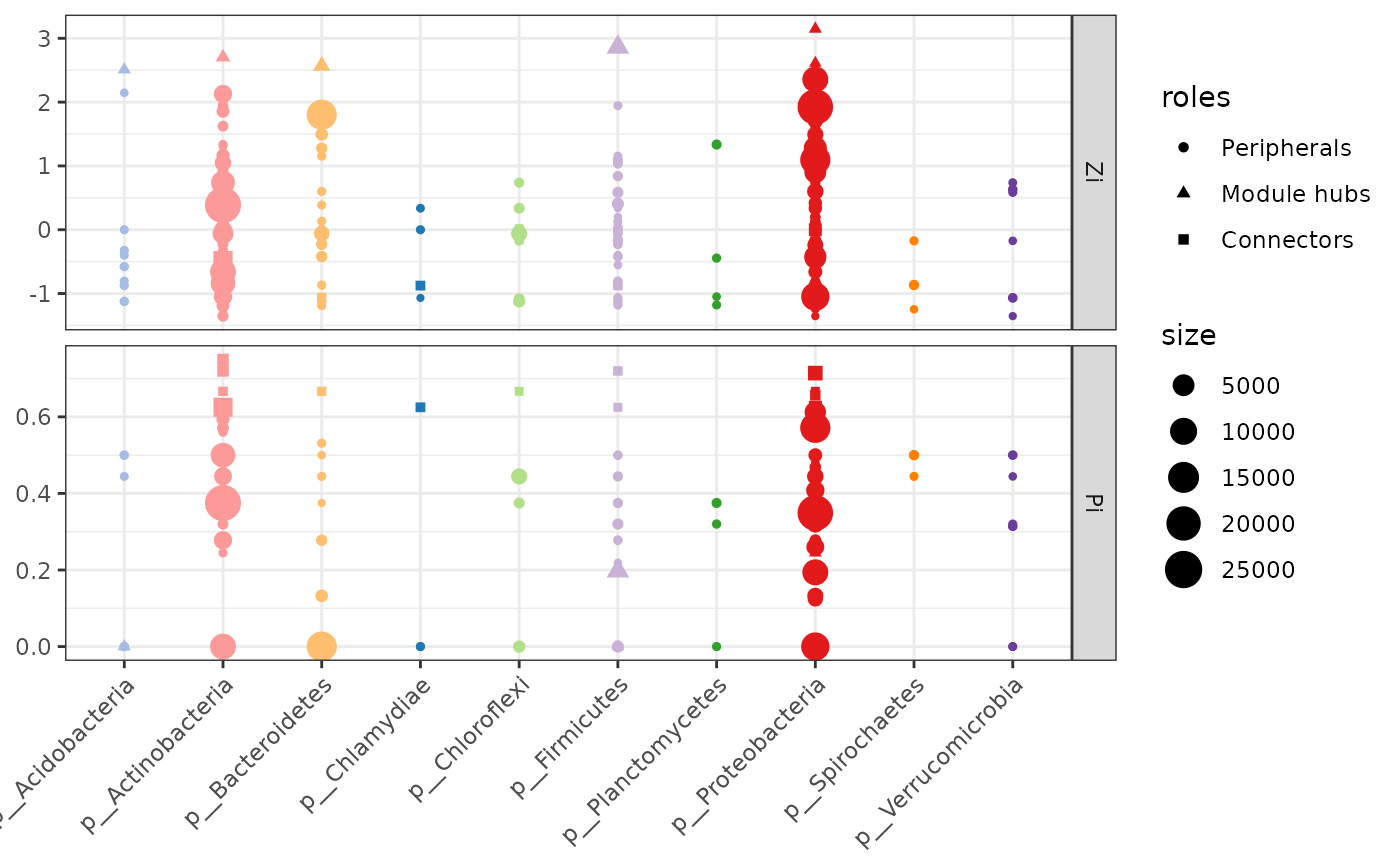 3
2
1
0
-1
Zi
0.6
0.4
0.2
0.0
Pi
p__Acidobacteria
p__Actinobacteria
p__Bacteroidetes
p__Chlamydiae
p__Chloroflexi
p__Firmicutes
p__Planctomycetes
p__Proteobacteria
p__Spirochaetes
p__Verrucomicrobia
roles
Peripherals
Module hubs
Connectors
size
5000
10000
15000
20000
25000